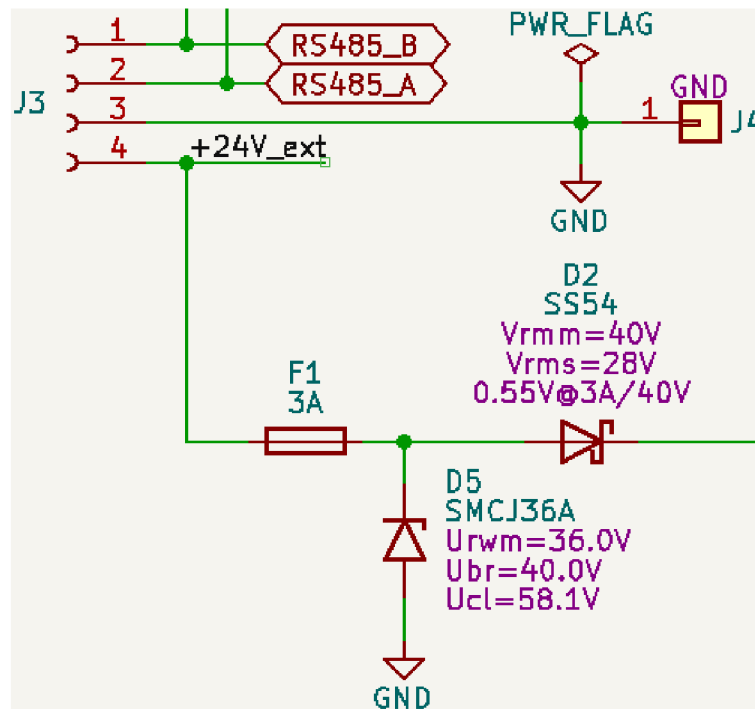 PWR_FLAG
1
RS485_B
2
RS485_A
J3
3
GND
1
4
+24V_ext
GND
D2
SS54
Vrmm=40V
Vrms=28V
0.55V@3A/40V
F1
3A
D5
SMCJ36A
Urwm=36.0V
Ubr=40.0V
Ucl=58.1V
GND